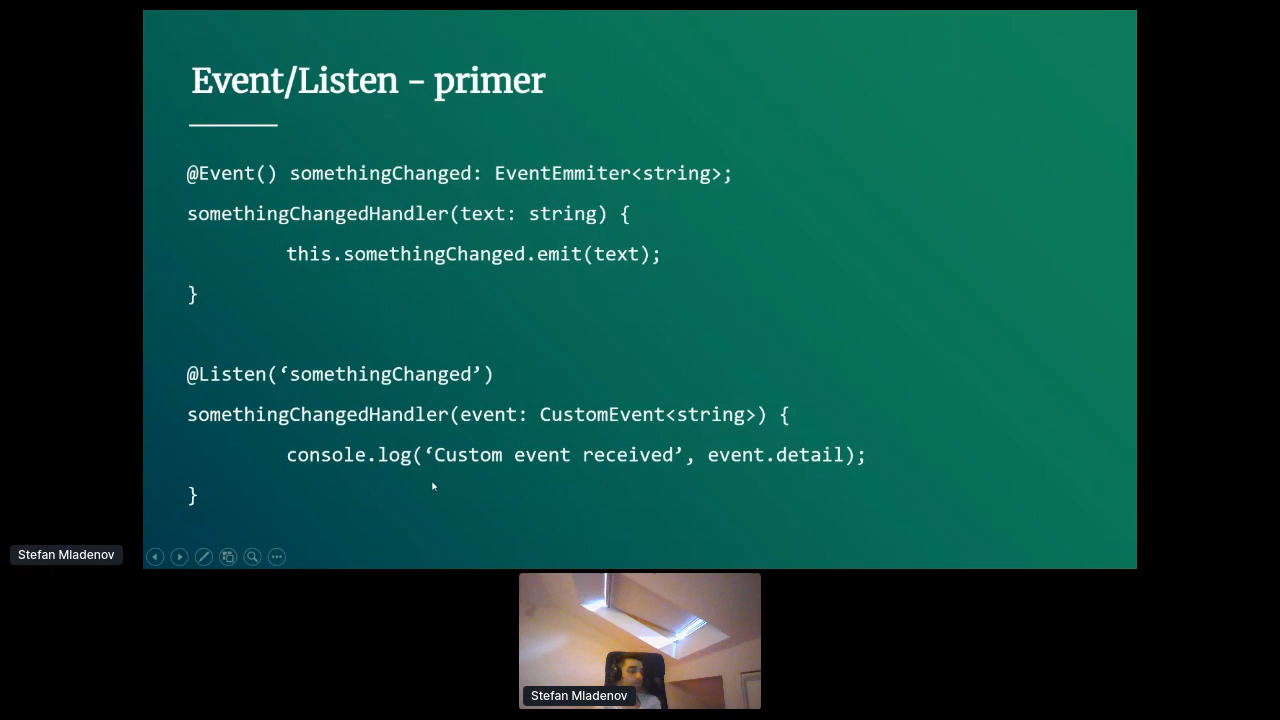 Event/Listen - primer
@Event() somethingChanged: EventEmmiter<string>;
somethingChangedHandler(text: string) {
this.somethingChanged.emit(text);
}
@Listen(‘somethingChanged’)
somethingChangedHandler(event: CustomEvent<string>) {
console.log(‘Custom event received’, event.detail);
}
Stefan Mladenov
Stefan Mladenov